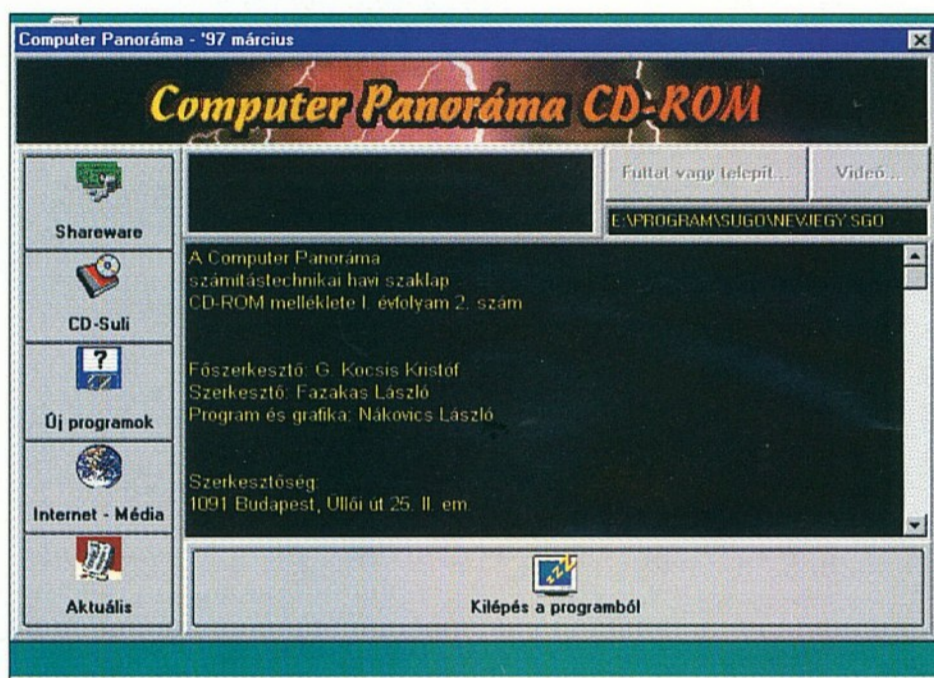 Computer Panoráma - '97 március
Computer Panoráma CD-ROM
Shareware
CD-Suli
Új programok
Internet - Média
Aktuális
Futtat vagy telepít...
Videó...
E:\PROGRAM\SUGO\NEVJEGY.SGO
A Computer Panoráma
számítástechnikai havi szaklap
CD-ROM melléklete I. évfolyam 2. szám
Főszerkesztő: G. Kocsis Kristóf
Szerkesztő: Fazakas László
Program és grafika: Nákovics László
Szerkesztőség:
1091 Budapest, Üllői út 25. II. em
Kilépés a programból